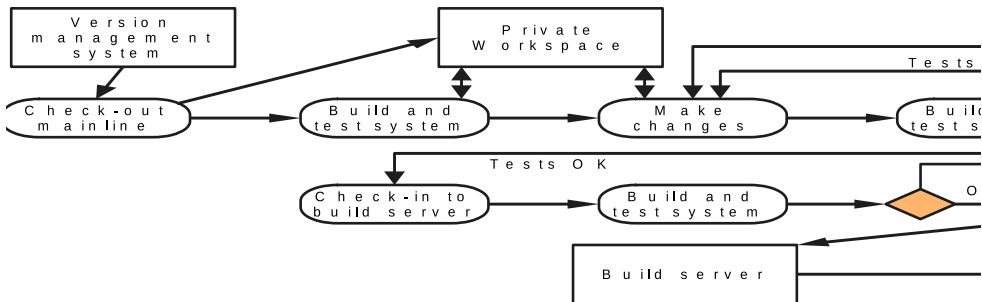 Version
management
system
Private
Workspace
Tests
Check-out
mainline
Build and
test system
Make
changes
Tests OK
Check-in to
build server
Build and
test system
Build server